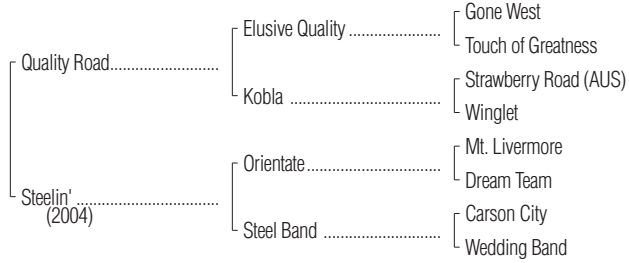 Gone West
Elusive Quality
Touch of Greatness
Quality Road
Strawberry Road (AUS)
Kobla
Winglet
Mt. Livermore
Orientate
Dream Team
Steelin'
(2004)
Carson City
Steel Band
Wedding Band